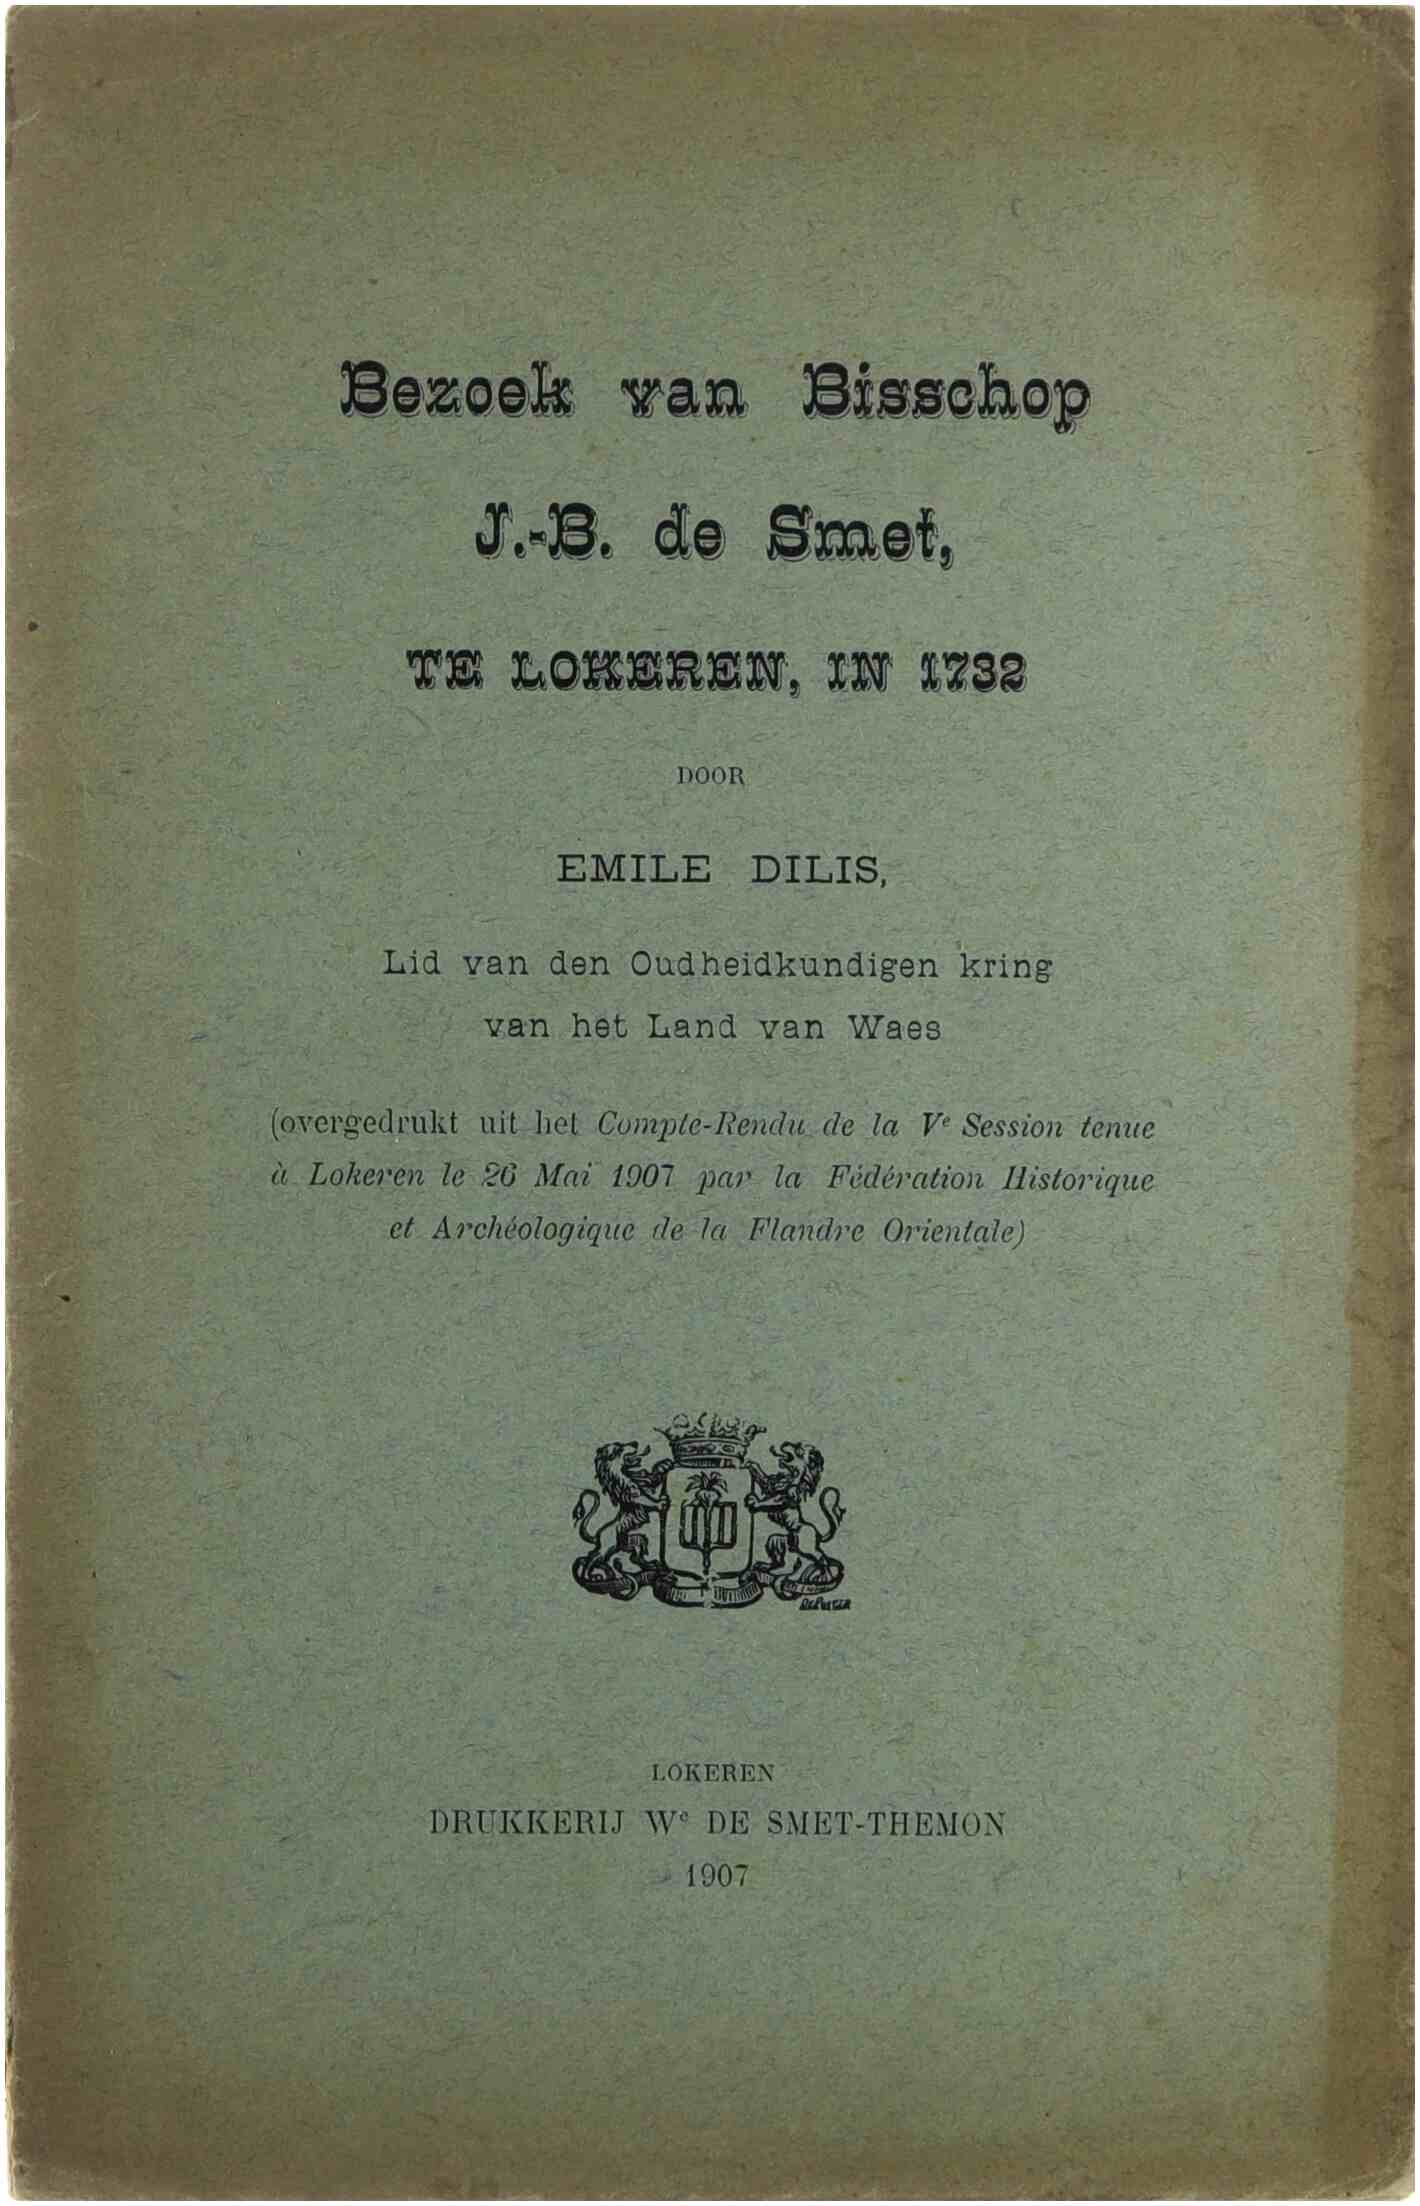 Bezoek van Bisschop
J.-B. de Smet,
TE LOKEREN, IN 1732
DOOR
EMILE DILIS,
Lid van den Oudheidkundigen kring
van het Land van Waes
(overgedrukt uit het Compte-Rendu de la Ve Session tenue
à Lokeren le 26 Mai 1907 par la Fédération Historique
et Archéologique de la Flandre Orientale)
LOKEREN
DRUKKERIJ We DE SMET-THEMON
1907